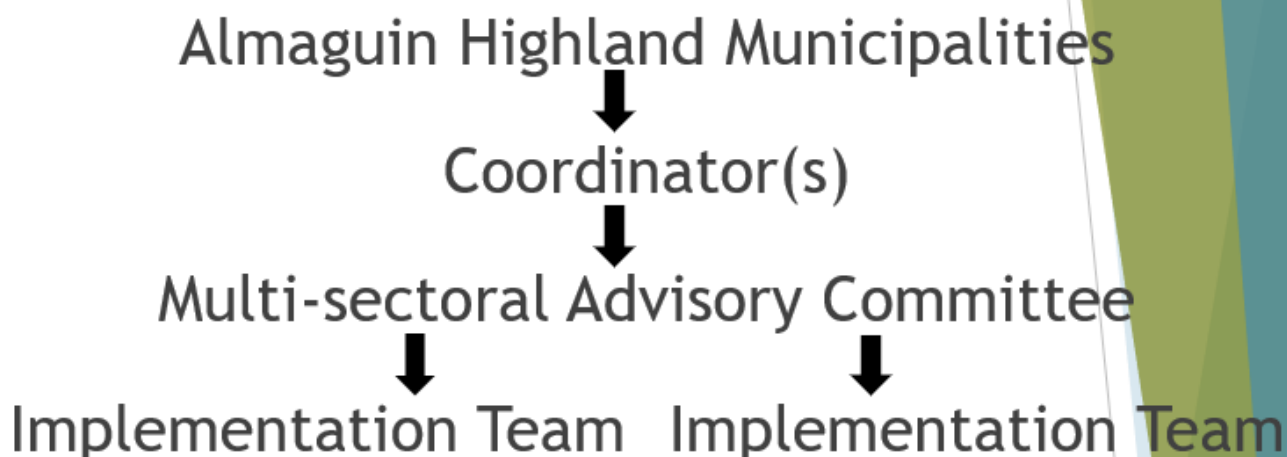 Almaguin Highland Municipalities
Coordinator(s)
Multi-sectoral Advisory Committee
Implementation Team Implementation Team